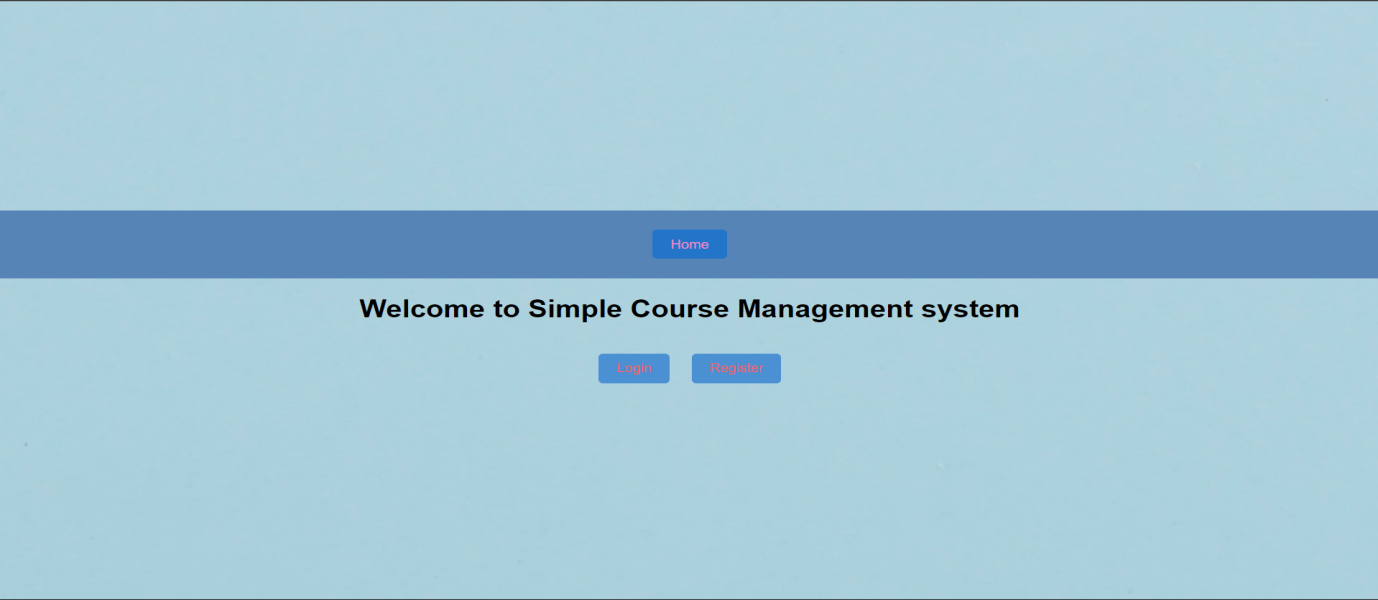 Home
Welcome to Simple Course Management system
Login Register